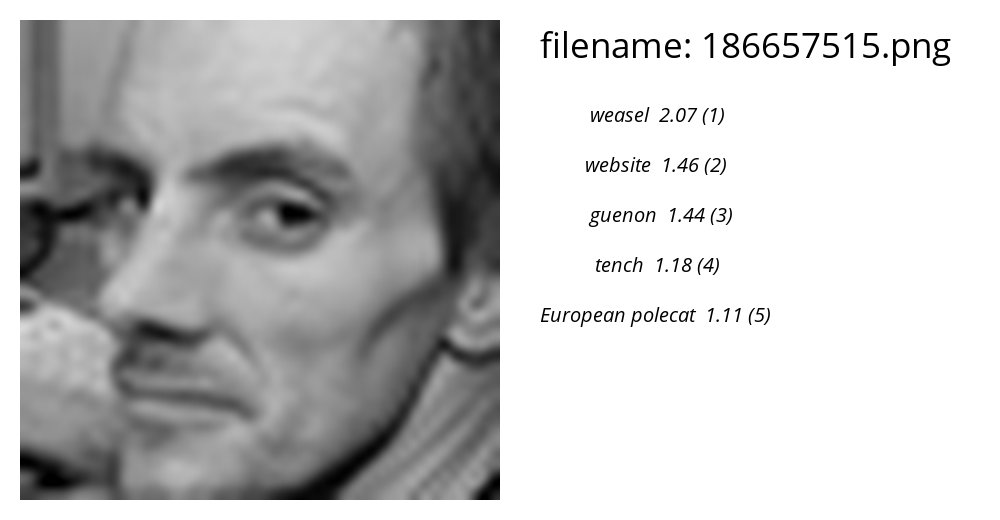 filename: 186657515.png
weasel 2.07 (1)
website 1.46 (2)
guenon 1.44 (3)
tench 1.18 (4)
European polecat 1.11 (5)